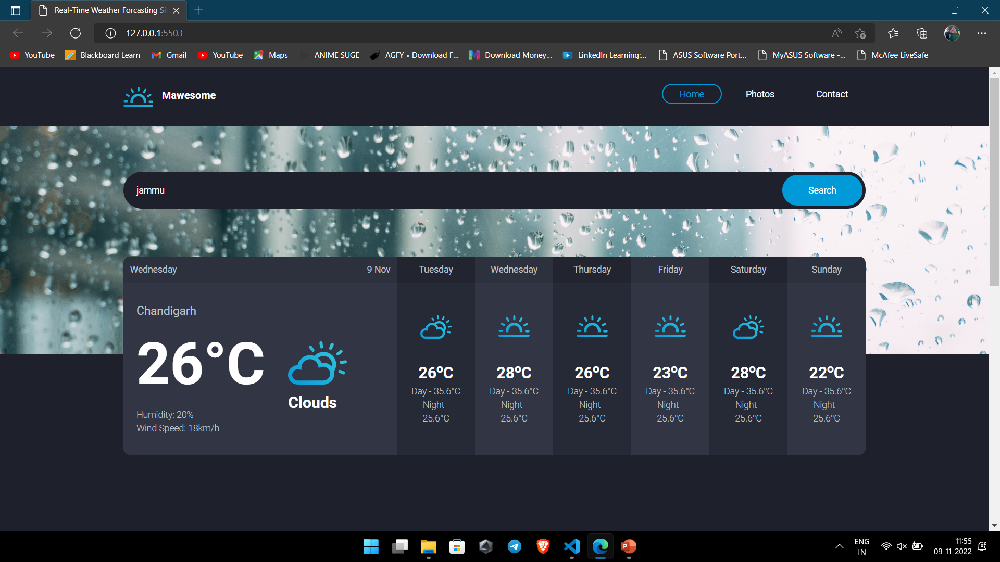 Real-Time Weather Forcasting Si
127.0.0.1:5503
YouTube
Blackboard Learn
Gmail
YouTube
Maps
ANIME SUGE
AGFY » Download F...
Download Money...
LinkedIn Learning:...
ASUS Software Port...
MyASUS Software -...
McAfee LiveSafe
Mawesome
Home
Photos
Contact
jammu
Search
Wednesday
9 Nov
Chandigarh
26°C
Clouds
Humidity: 20%
Wind Speed: 18km/h
Tuesday
26ºC
Day - 35.6°C
Night -
25.6°C
Wednesday
28ºC
Day - 35.6°C
Night -
25.6°C
Thursday
26ºC
Day - 35.6°C
Night -
25.6°C
Friday
23ºC
Day - 35.6°C
Night -
25.6°C
Saturday
28ºC
Day - 35.6°C
Night -
25.6°C
Sunday
22ºC
Day - 35.6°C
Night -
25.6°C
ENG
IN
11:55
09-11-2022